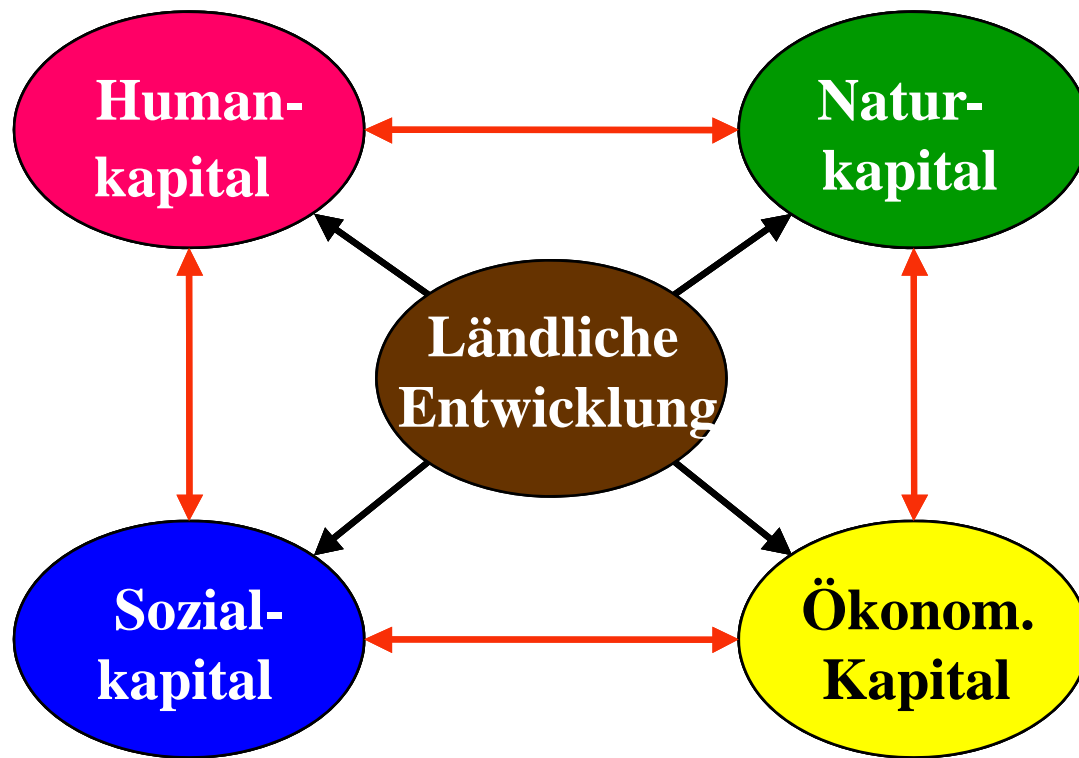 Human-
kapital
Natur-
kapital
Ländliche
Entwicklung
Sozial-
kapital
Ökonom.
Kapital